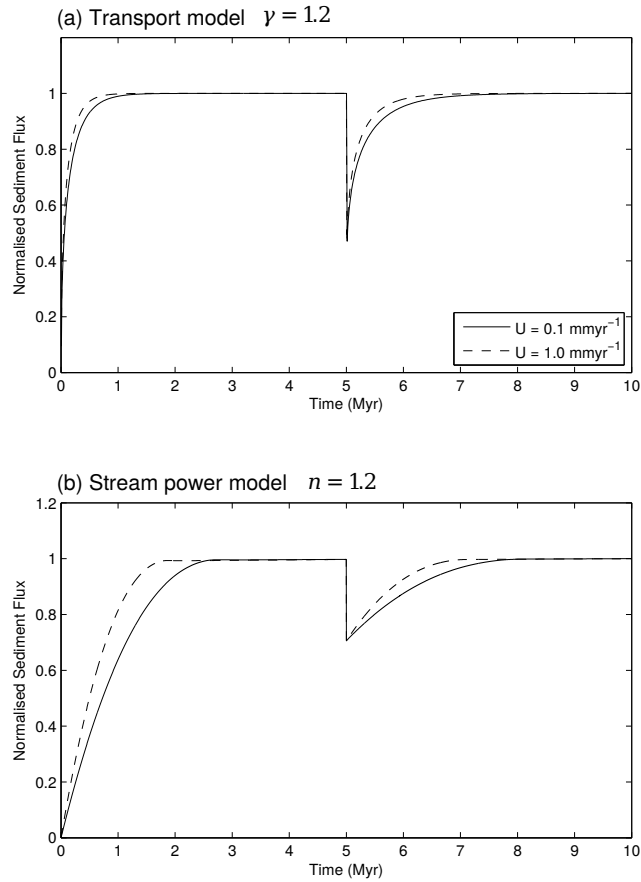 (a) Transport model γ = 1.2
1
0.8
0.6
0.4
0.2
0
Normalised Sediment Flux
U = 0.1 mmyr⁻¹
U = 1.0 mmyr⁻¹
0 1 2 3 4 5 6 7 8 9 10
Time (Myr)
(b) Stream power model n = 1.2
1.2
1
0.8
0.6
0.4
0.2
0
Normalised Sediment Flux
0 1 2 3 4 5 6 7 8 9 10
Time (Myr)